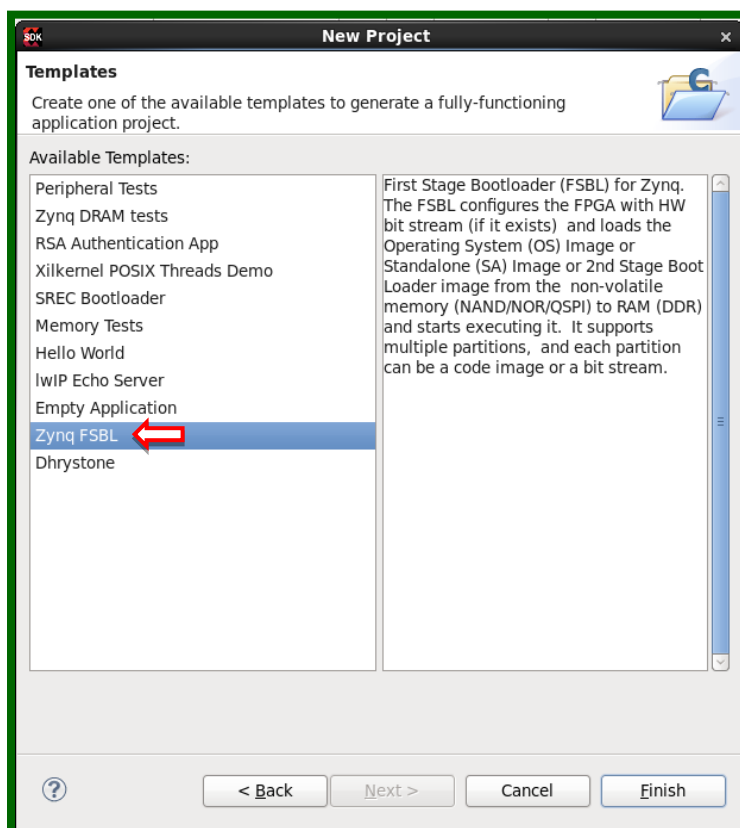 SDK
New Project
Templates
Create one of the available templates to generate a fully-functioning
application project.
Available Templates:
Peripheral Tests
Zynq DRAM tests
RSA Authentication App
Xilkernel POSIX Threads Demo
SREC Bootloader
Memory Tests
Hello World
lwIP Echo Server
Empty Application
Zynq FSBL
Dhrystone
First Stage Bootloader (FSBL) for Zynq.
The FSBL configures the FPGA with HW
bit stream (if it exists)  and loads the
Operating System (OS) Image or
Standalone (SA) Image or 2nd Stage Boot
Loader image from the  non-volatile
memory (NAND/NOR/QSPI) to RAM (DDR)
and starts executing it.  It supports
multiple partitions,  and each partition
can be a code image or a bit stream.
< Back
Next >
Cancel
Finish